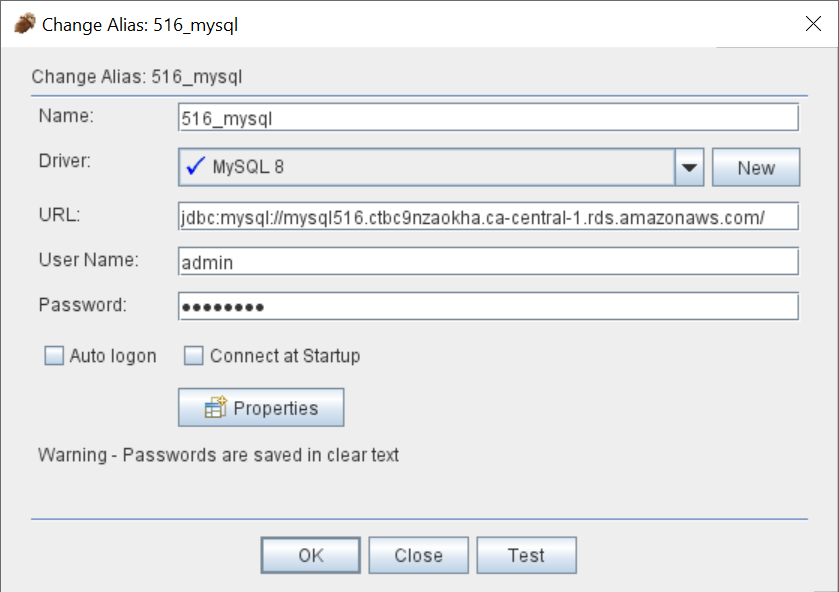 Change Alias: 516_mysql
Change Alias: 516_mysql
Name: 516_mysql
Driver: MySQL 8 New
URL: jdbc:mysql://mysql516.ctbc9nzaokha.ca-central-1.rds.amazonaws.com/
User Name: admin
Password: ●●●●●●●●
Auto logon Connect at Startup
Properties
Warning - Passwords are saved in clear text
OK Close Test